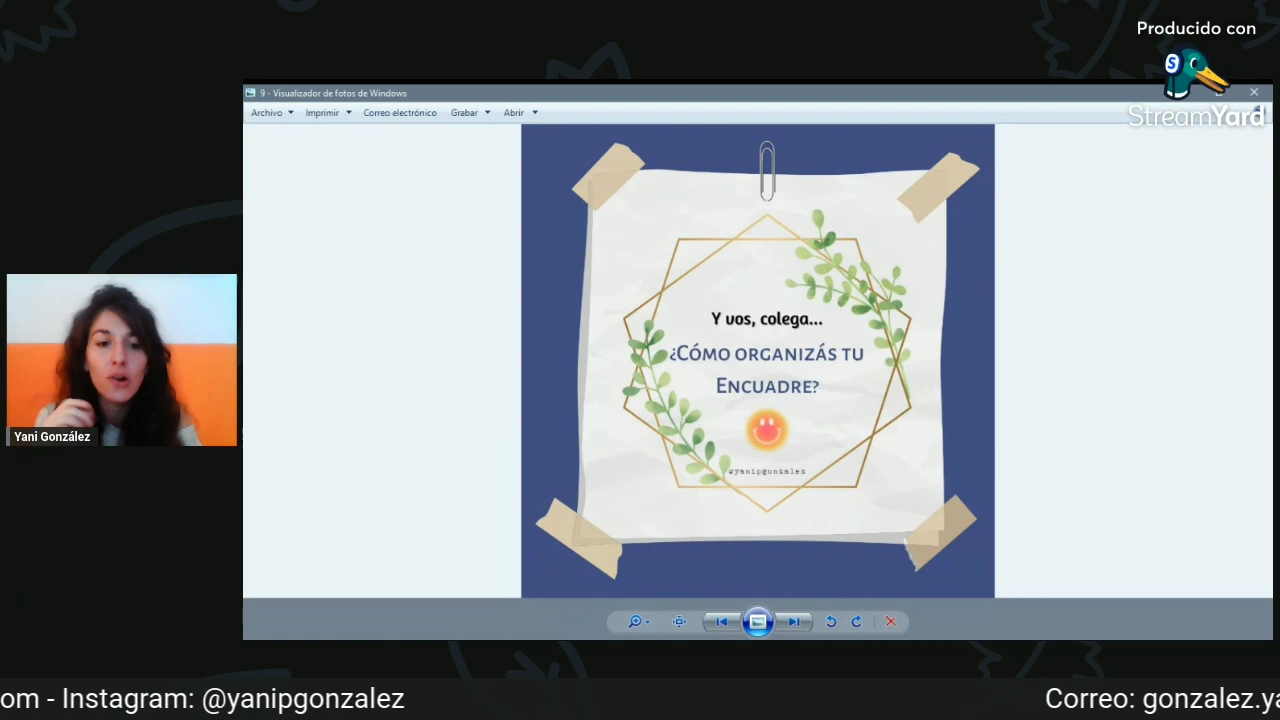 Producido con
StreamYard
9 - Visualizador de fotos de Windows
Archivo Imprimir Correo electrónico Grabar Abrir
Y vos, colega...
¿CÓMO ORGANIZÁS TU
ENCUADRE?
@yanipgonzalez
Yani González
om - Instagram: @yanipgonzalez
Correo: gonzalez.ya